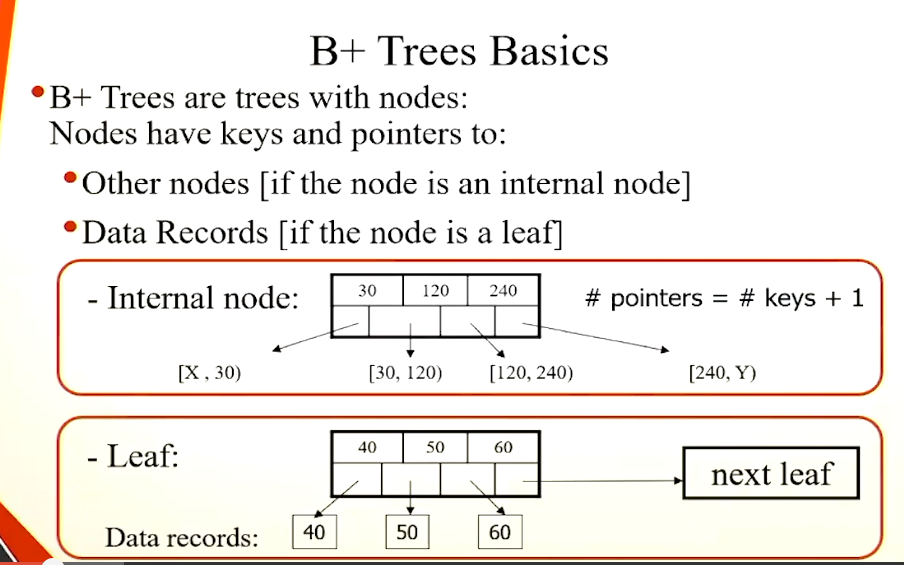 B+ Trees Basics
B+ Trees are trees with nodes:
Nodes have keys and pointers to:
Other nodes [if the node is an internal node]
Data Records [if the node is a leaf]
- Internal node:
30 120 240
# pointers = # keys + 1
[X , 30) [30, 120) [120, 240) [240, Y)
- Leaf:
40 50 60
next leaf
Data records: 40 50 60